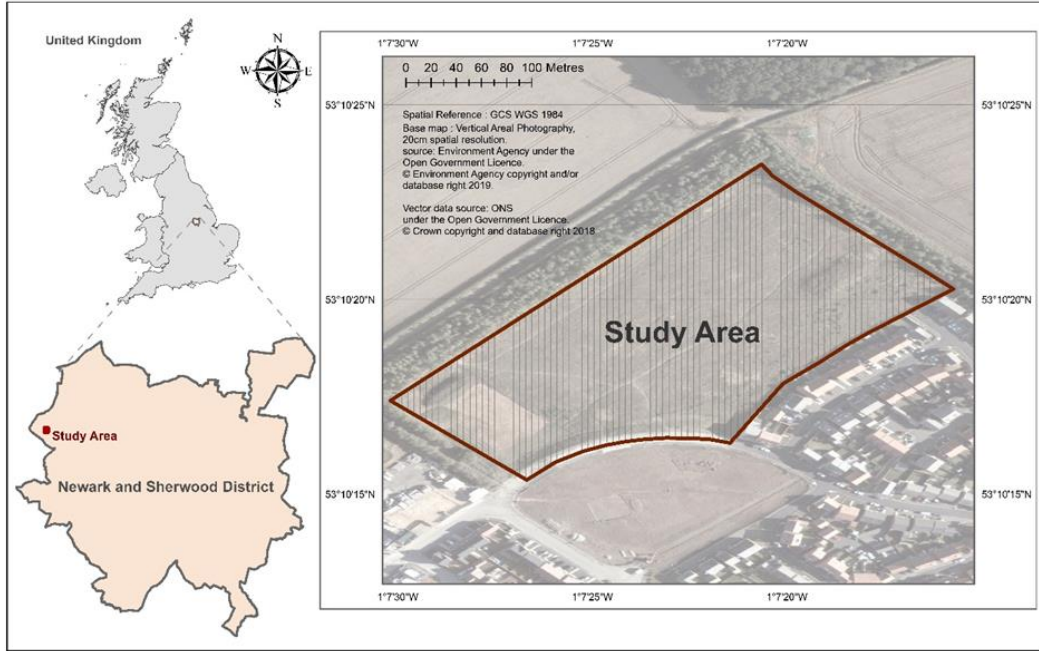 United Kingdom
N
W E
S
Study Area
Newark and Sherwood District
1°7'30"W 1°7'25"W 1°7'20"W
0 20 40 60 80 100 Metres
53°10'25"N 53°10'25"N
Spatial Reference : GCS WGS 1984
Base map : Vertical Areal Photography,
20cm spatial resolution.
source: Environment Agency under the
Open Government Licence.
© Environment Agency copyright and/or
database right 2019.
Vector data source: ONS
under the Open Government Licence.
© Crown copyright and database right 2018
53°10'20"N 53°10'20"N
Study Area
53°10'15"N 53°10'15"N
1°7'30"W 1°7'25"W 1°7'20"W